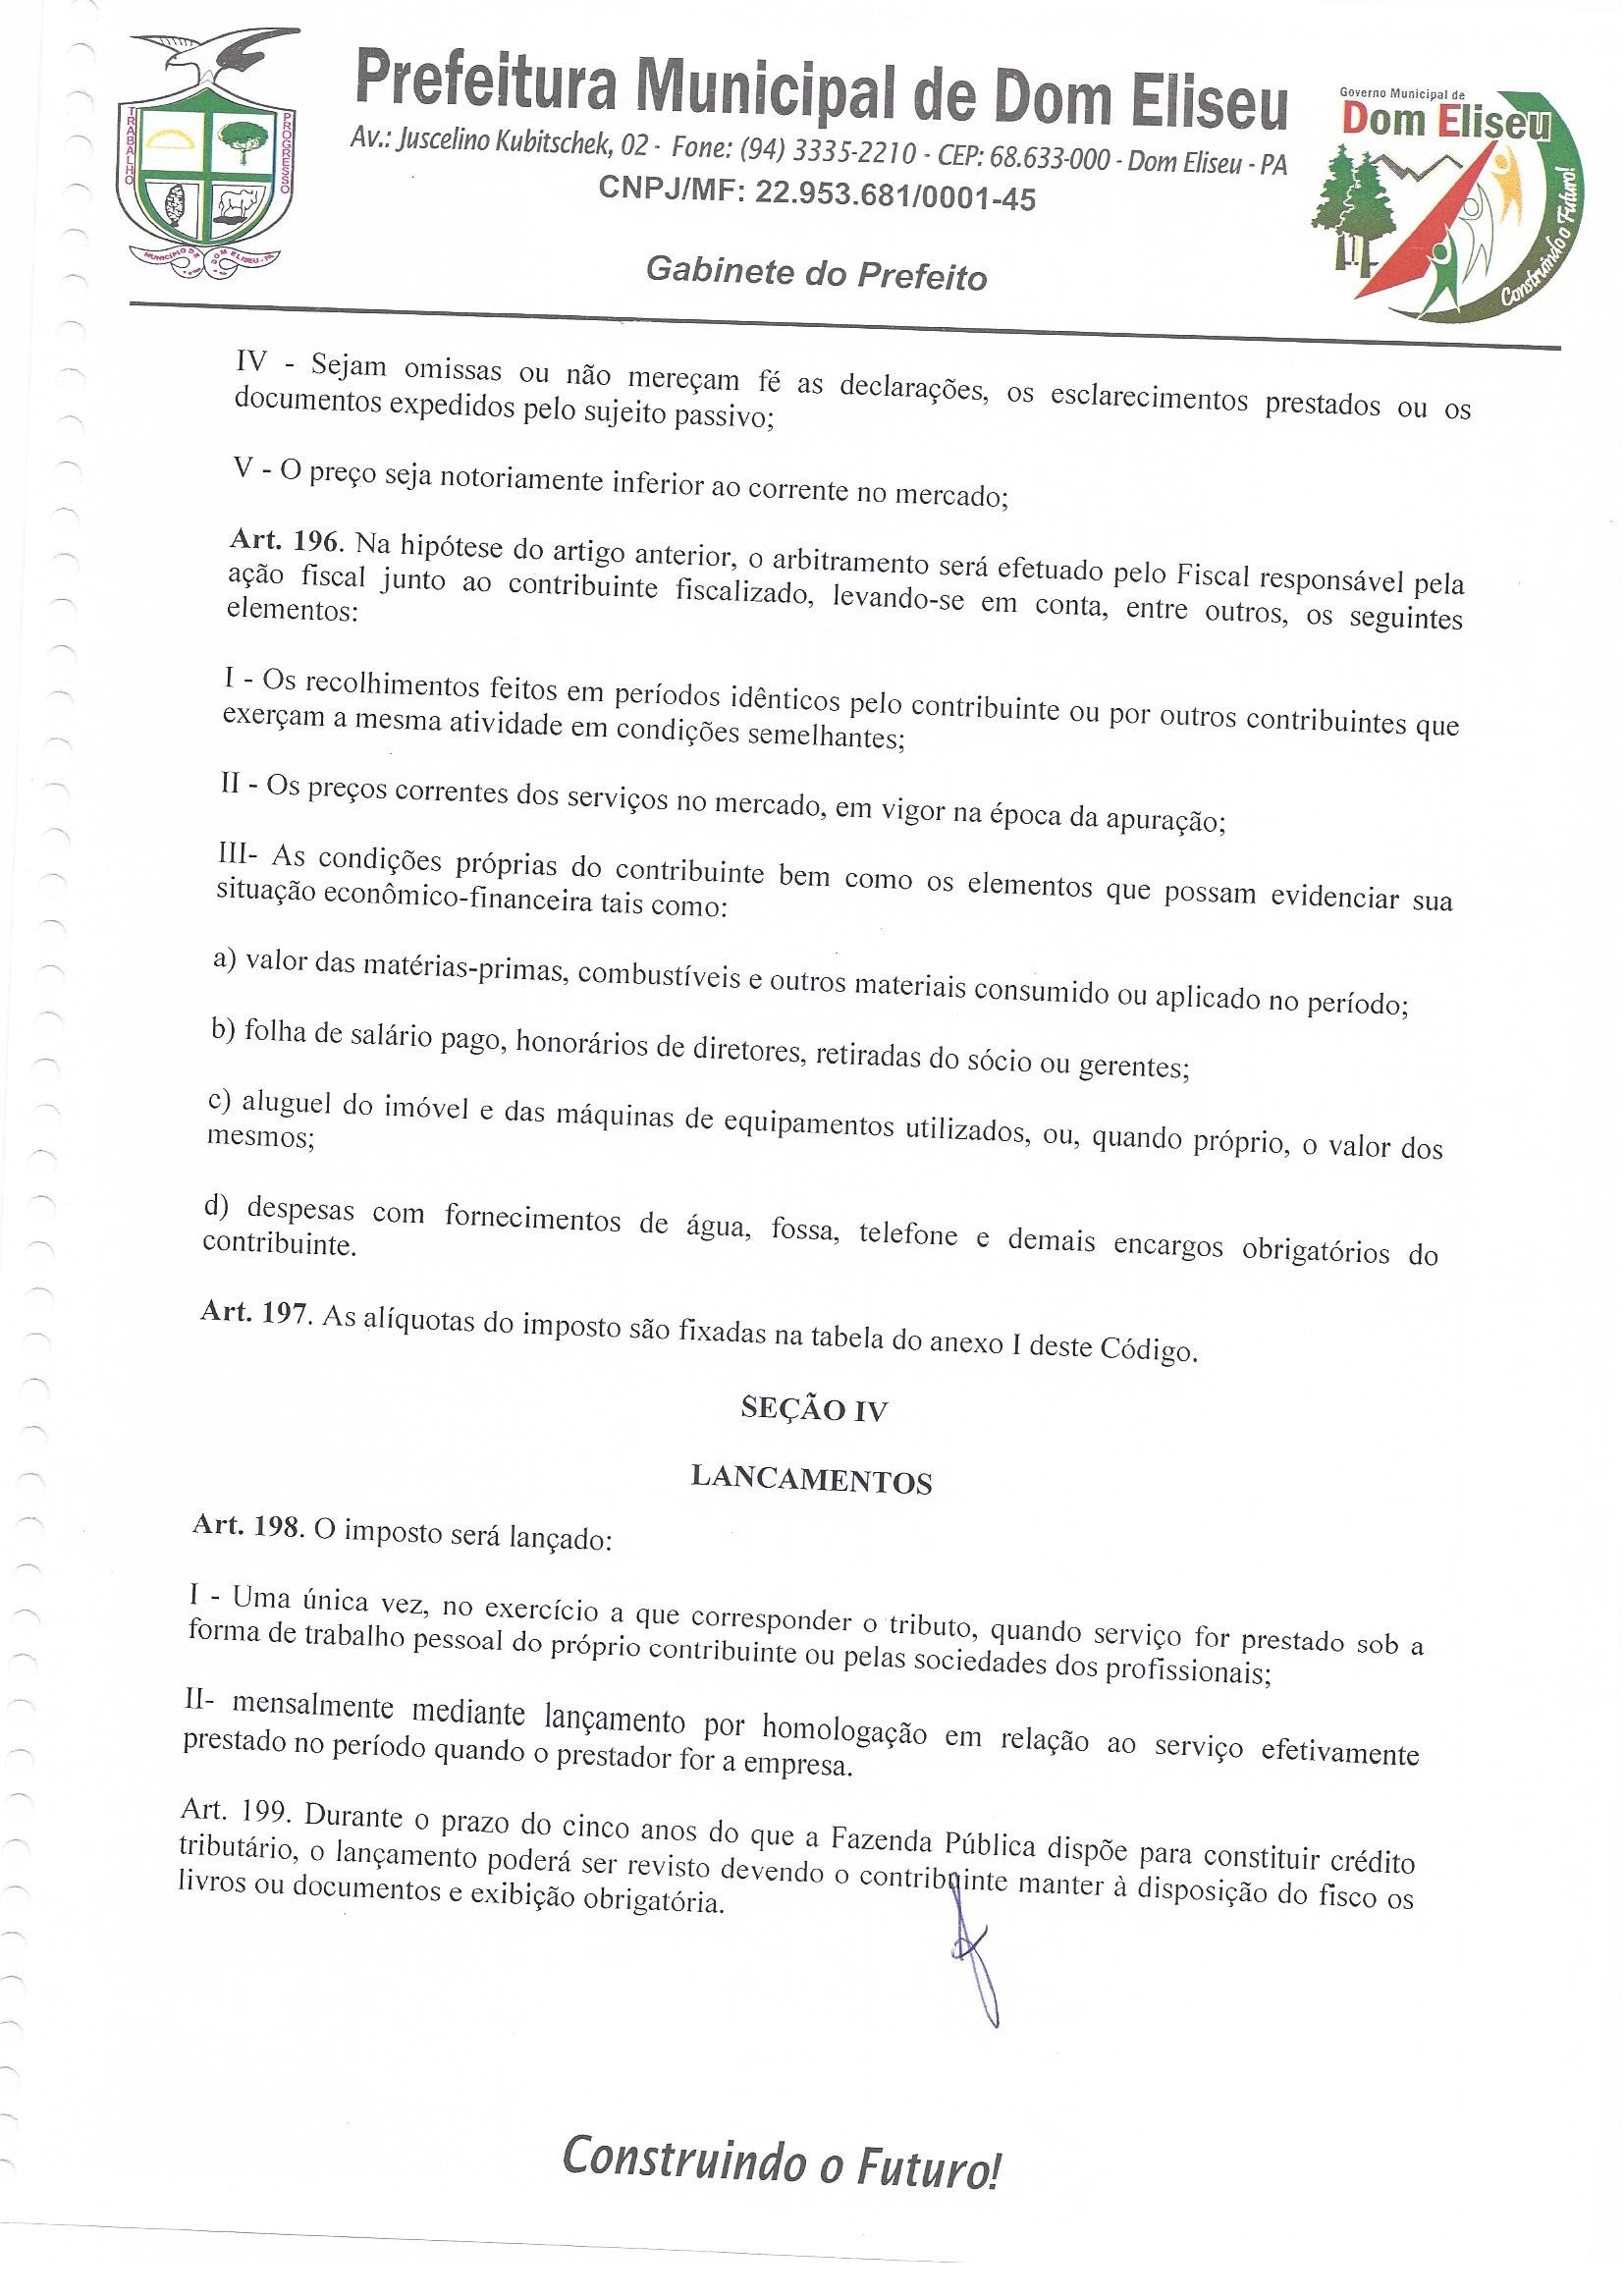 Prefeitura Municipal de Dom Eliseu
Av.: Juscelino Kubitschek, 02 - Fone: (94) 3335-2210 - CEP: 68.633-000 - Dom Eliseu - PA
CNPJ/MF: 22.953.681/0001-45
Gabinete do Prefeito
TRABALHO
PROGRESSO
MUNICÍPIO DE DOM ELISEU - PA
Governo Municipal de
Dom Eliseu
Construindo o Futuro!
IV - Sejam omissas ou não mereçam fé as declarações, os esclarecimentos prestados ou os
documentos expedidos pelo sujeito passivo;
V - O preço seja notoriamente inferior ao corrente no mercado;
Art. 196. Na hipótese do artigo anterior, o arbitramento será efetuado pelo Fiscal responsável pela
ação fiscal junto ao contribuinte fiscalizado, levando-se em conta, entre outros, os seguintes
elementos:
I - Os recolhimentos feitos em períodos idênticos pelo contribuinte ou por outros contribuintes que
exerçam a mesma atividade em condições semelhantes;
II - Os preços correntes dos serviços no mercado, em vigor na época da apuração;
III- As condições próprias do contribuinte bem como os elementos que possam evidenciar sua
situação econômico-financeira tais como:
a) valor das matérias-primas, combustíveis e outros materiais consumido ou aplicado no período;
b) folha de salário pago, honorários de diretores, retiradas do sócio ou gerentes;
c) aluguel do imóvel e das máquinas de equipamentos utilizados, ou, quando próprio, o valor dos
mesmos;
d) despesas com fornecimentos de água, fossa, telefone e demais encargos obrigatórios do
contribuinte.
Art. 197. As alíquotas do imposto são fixadas na tabela do anexo I deste Código.
SEÇÃO IV
LANCAMENTOS
Art. 198. O imposto será lançado:
I - Uma única vez, no exercício a que corresponder o tributo, quando serviço for prestado sob a
forma de trabalho pessoal do próprio contribuinte ou pelas sociedades dos profissionais;
II- mensalmente mediante lançamento por homologação em relação ao serviço efetivamente
prestado no período quando o prestador for a empresa.
Art. 199. Durante o prazo do cinco anos do que a Fazenda Pública dispõe para constituir crédito
tributário, o lançamento poderá ser revisto devendo o contribuinte manter à disposição do fisco os
livros ou documentos e exibição obrigatória.
Construindo o Futuro!